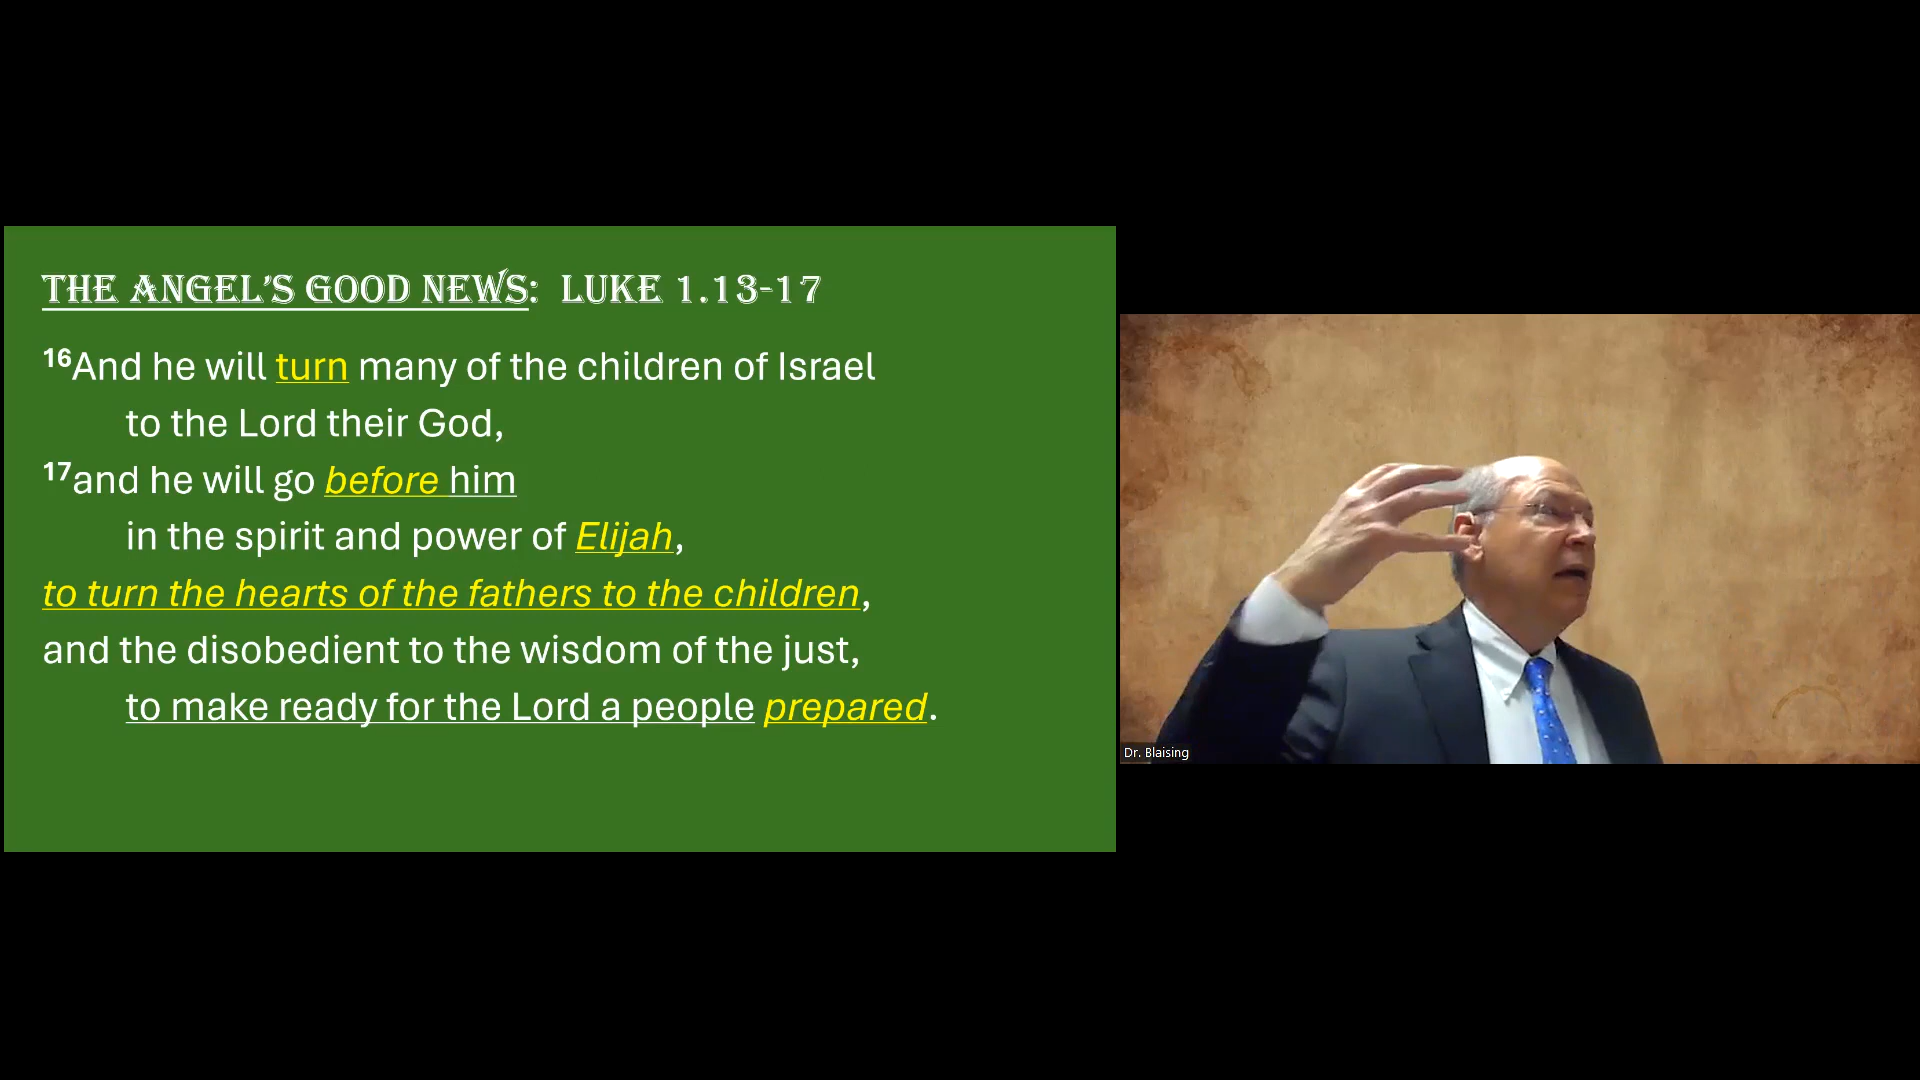 THE ANGEL’S GOOD NEWS: LUKE 1.13-17
16And he will turn many of the children of Israel
to the Lord their God,
17and he will go before him
in the spirit and power of Elijah,
to turn the hearts of the fathers to the children,
and the disobedient to the wisdom of the just,
to make ready for the Lord a people prepared.
Dr. Blaising